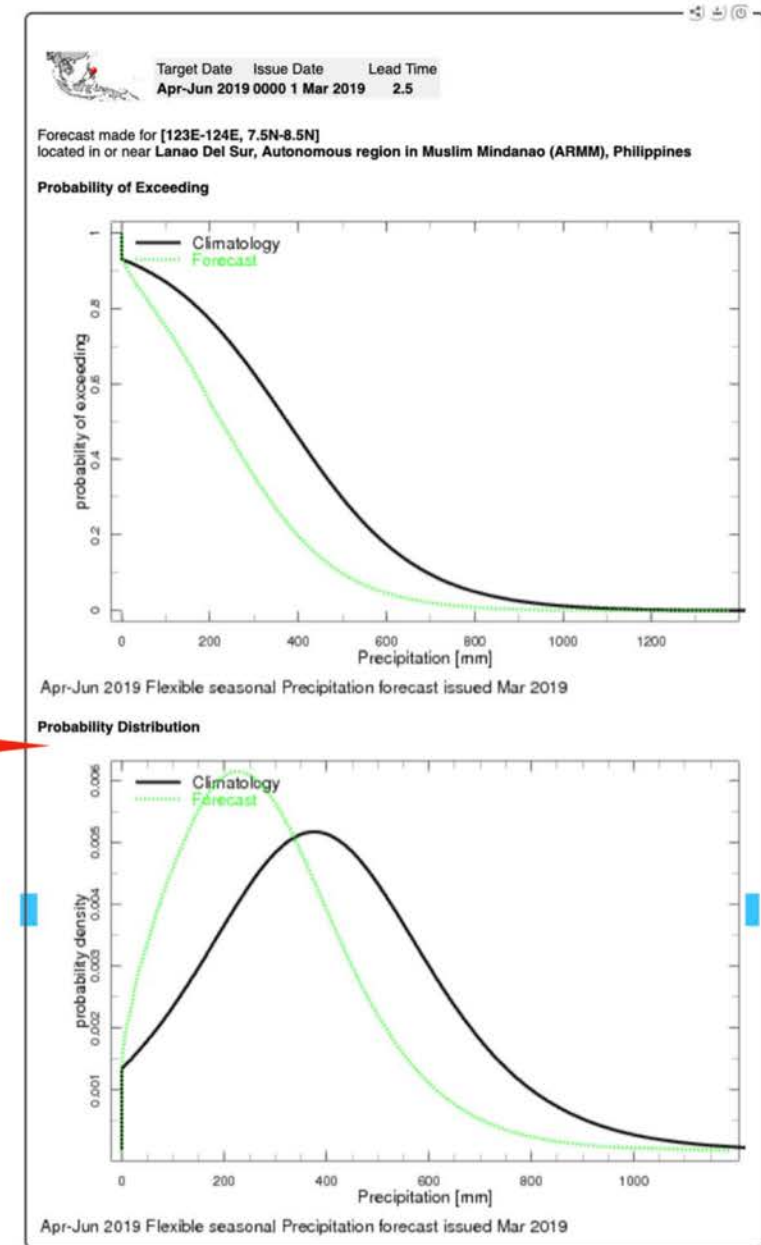 Target Date Issue Date Lead Time
Apr-Jun 2019 0000 1 Mar 2019 2.5
Forecast made for [123E-124E, 7.5N-8.5N]
located in or near Lanao Del Sur, Autonomous region in Muslim Mindanao (ARMM), Philippines
Probability of Exceeding
Climatology
Forecast
probability of exceeding
1
0.8
0.6
0.4
0.2
0
0 200 400 600 800 1000 1200
Precipitation [mm]
Apr-Jun 2019 Flexible seasonal Precipitation forecast issued Mar 2019
Probability Distribution
Climatology
Forecast
probability density
0.006
0.005
0.004
0.003
0.002
0.001
0 200 400 600 800 1000
Precipitation [mm]
Apr-Jun 2019 Flexible seasonal Precipitation forecast issued Mar 2019